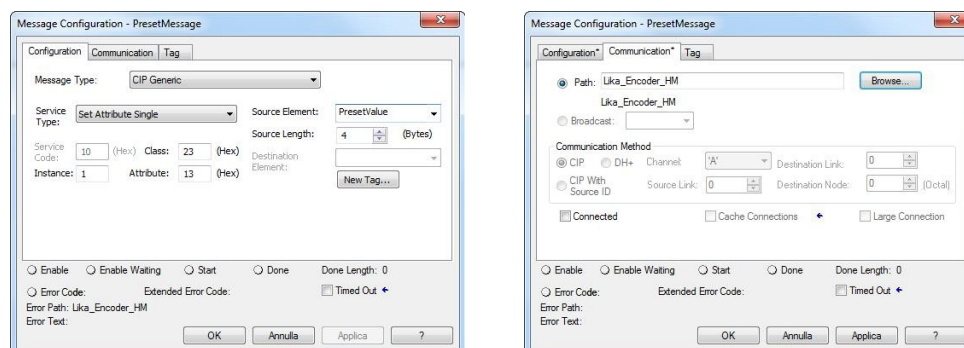 Message Configuration - PresetMessage
Configuration Communication Tag
Message Type: CIP Generic
Service Type: Set Attribute Single Source Element: PresetValue
Source Length: 4 (Bytes)
Service Code: 10 (Hex) Class: 23 (Hex) Destination Element:
Instance: 1 Attribute: 13 (Hex) New Tag...
Enable Enable Waiting Start Done Done Length: 0
Error Code: Extended Error Code: Timed Out
Error Path: Lika_Encoder_HM
Error Text:
OK Annulla Applica ?
Message Configuration - PresetMessage
Configuration* Communication* Tag
Path: Lika_Encoder_HM Browse...
Lika_Encoder_HM
Broadcast:
Communication Method
CIP DH+ Channel: 'A' Destination Link: 0
CIP With Source ID Source Link: 0 Destination Node: 0 (Octal)
Connected Cache Connections Large Connection
Enable Enable Waiting Start Done Done Length: 0
Error Code: Extended Error Code: Timed Out
Error Path:
Error Text:
OK Annulla Applica ?